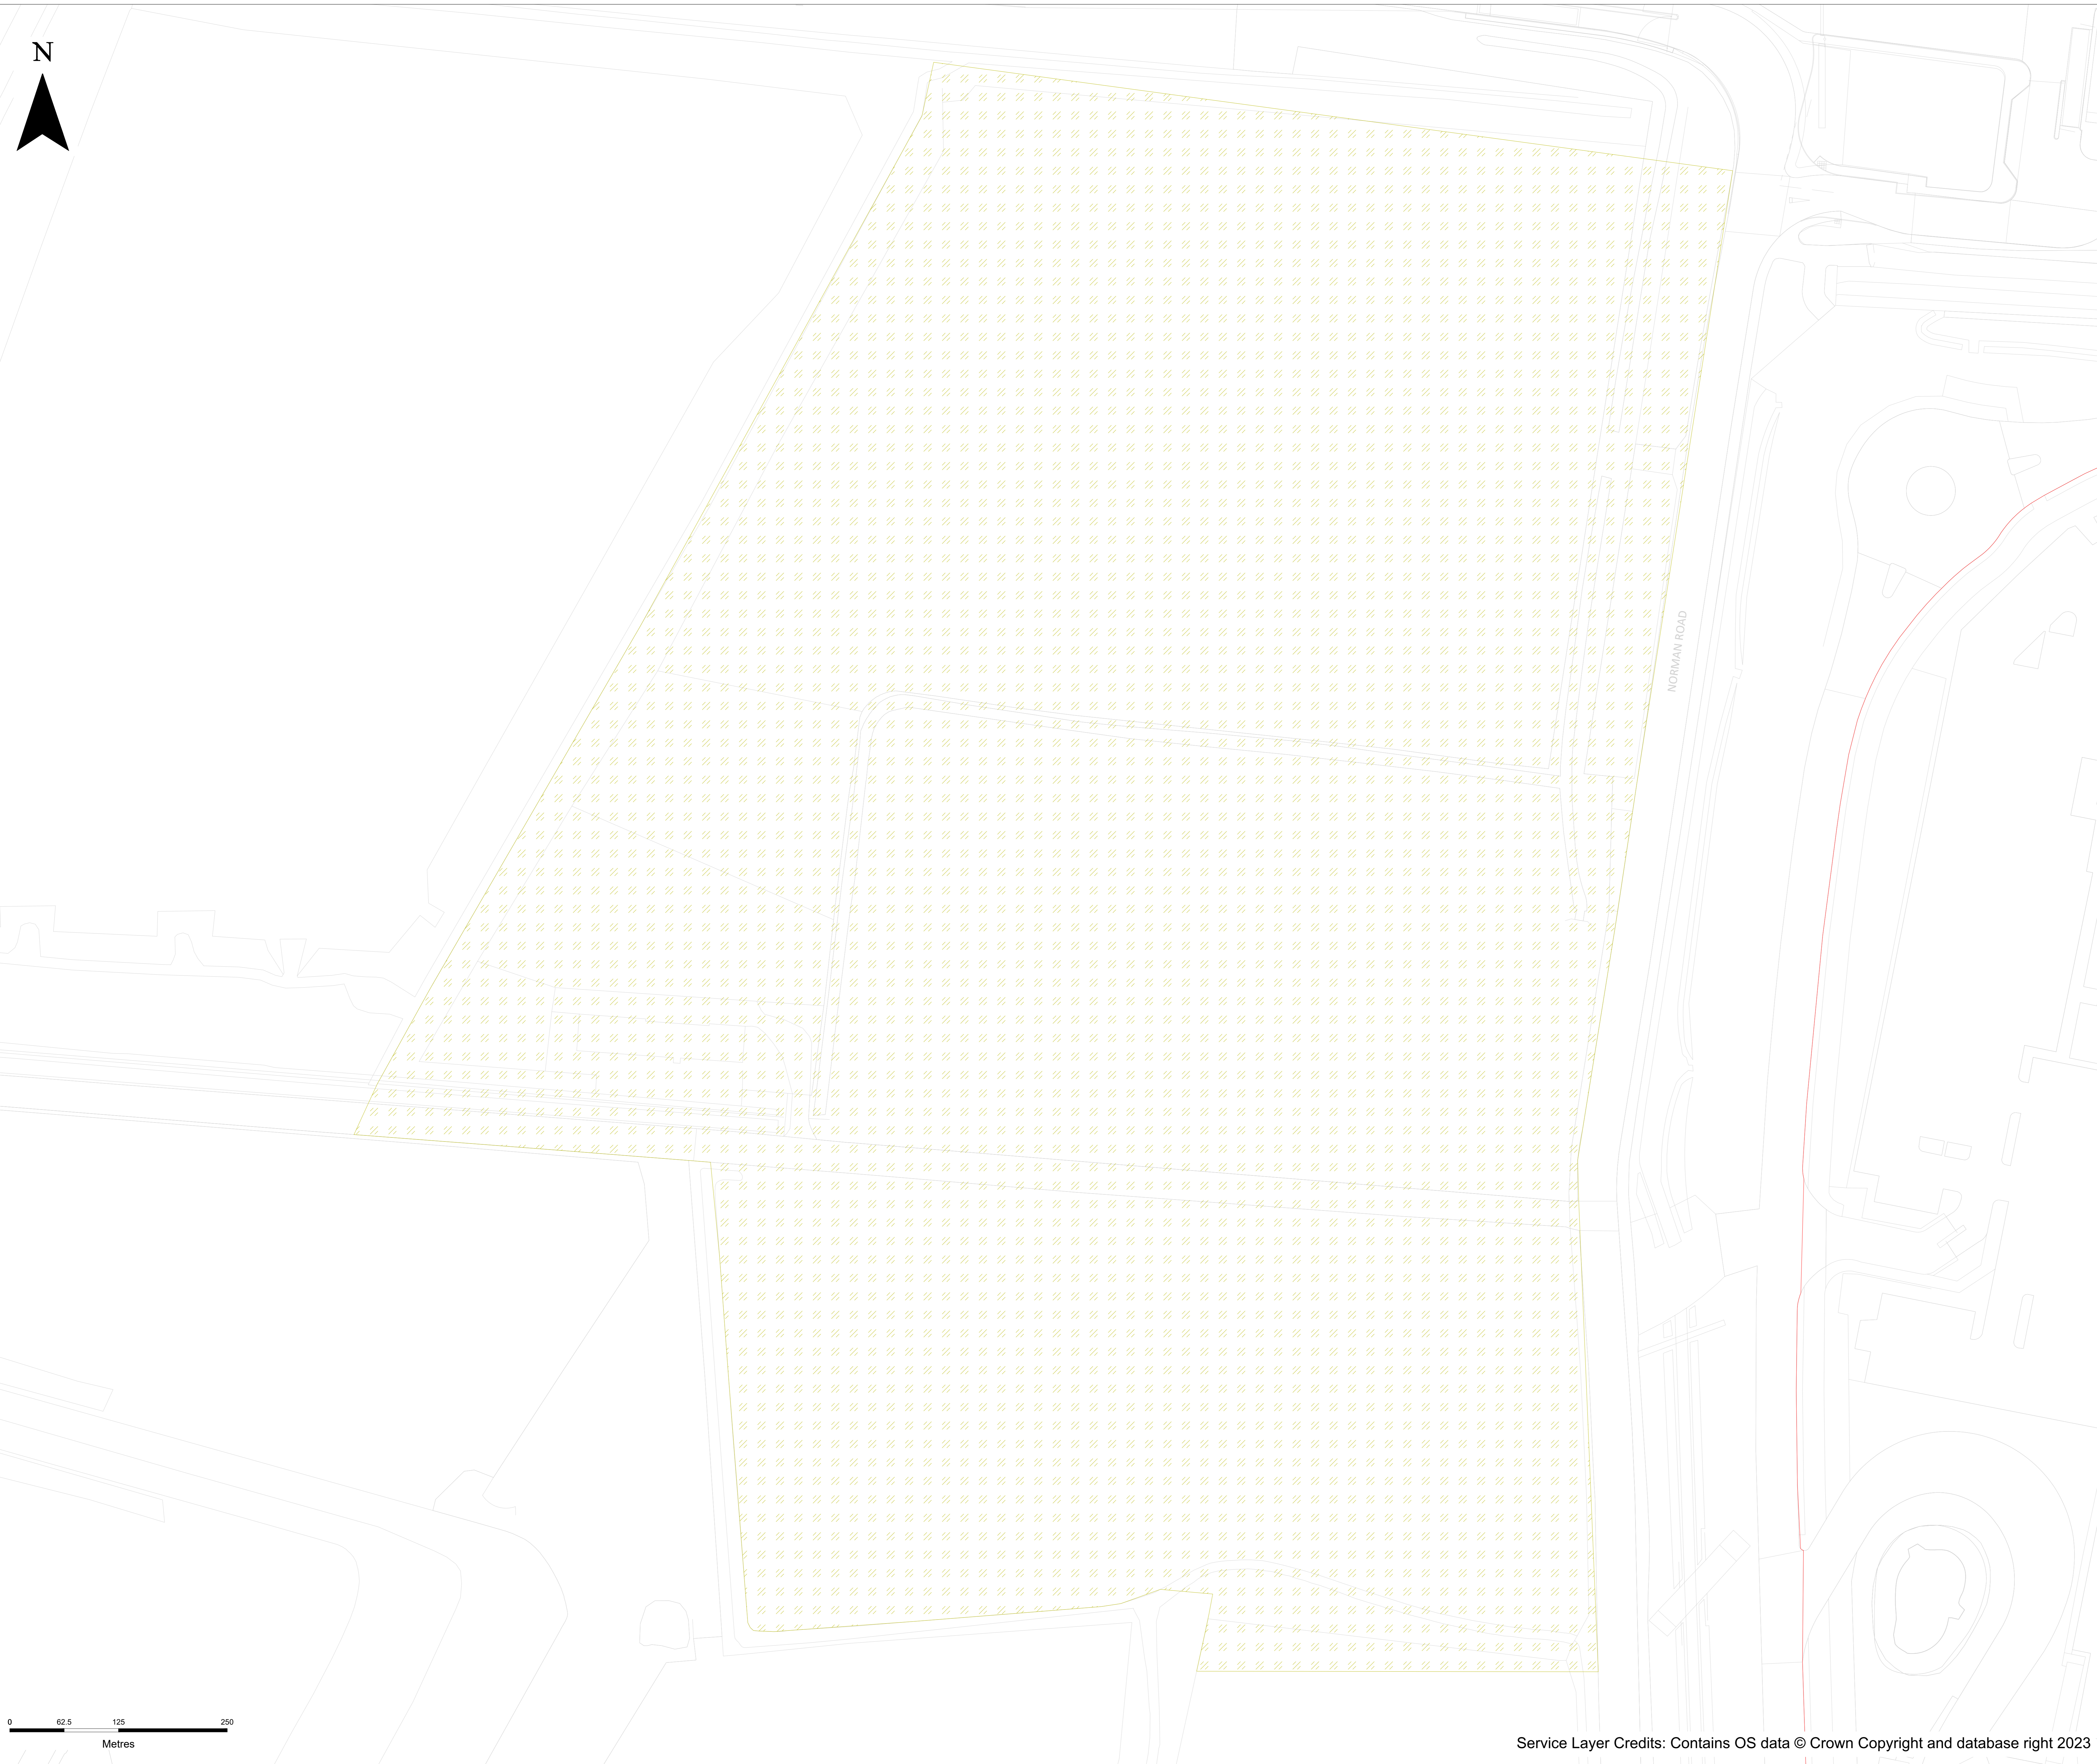 N
NORMAN ROAD
0 62.5 125 250
Metres
Service Layer Credits: Contains OS data © Crown Copyright and database right 2023